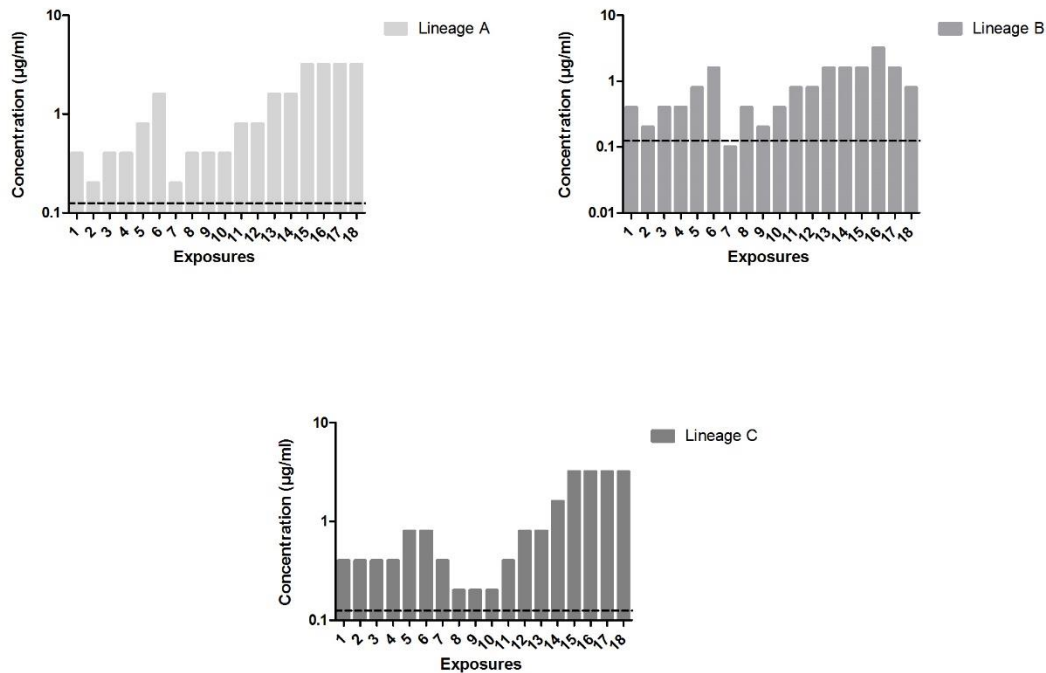 10
Lineage A
1
0.1
Concentration (µg/ml)
1 2 3 4 5 6 7 8 9 10 11 12 13 14 15 16 17 18
Exposures
10
Lineage B
1
0.1
0.01
Concentration (µg/ml)
1 2 3 4 5 6 7 8 9 10 11 12 13 14 15 16 17 18
Exposures
10
Lineage C
1
0.1
Concentration (µg/ml)
1 2 3 4 5 6 7 8 9 10 11 12 13 14 15 16 17 18
Exposures